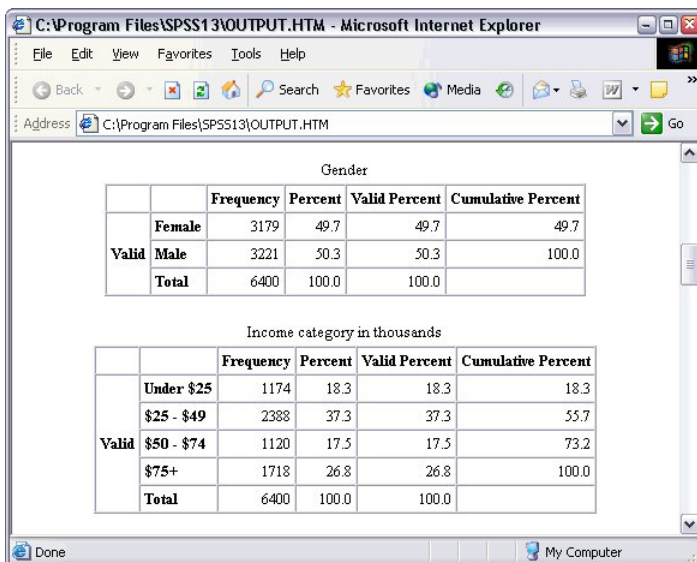 C:\Program Files\SPSS13\OUTPUT.HTM - Microsoft Internet Explorer
File Edit View Favorites Tools Help
Back Search Favorites Media »
Address C:\Program Files\SPSS13\OUTPUT.HTM Go
Gender
Frequency Percent Valid Percent Cumulative Percent
Valid Female 3179 49.7 49.7 49.7
Male 3221 50.3 50.3 100.0
Total 6400 100.0 100.0
Income category in thousands
Frequency Percent Valid Percent Cumulative Percent
Valid Under $25 1174 18.3 18.3 18.3
$25 - $49 2388 37.3 37.3 55.7
$50 - $74 1120 17.5 17.5 73.2
$75+ 1718 26.8 26.8 100.0
Total 6400 100.0 100.0
Done My Computer